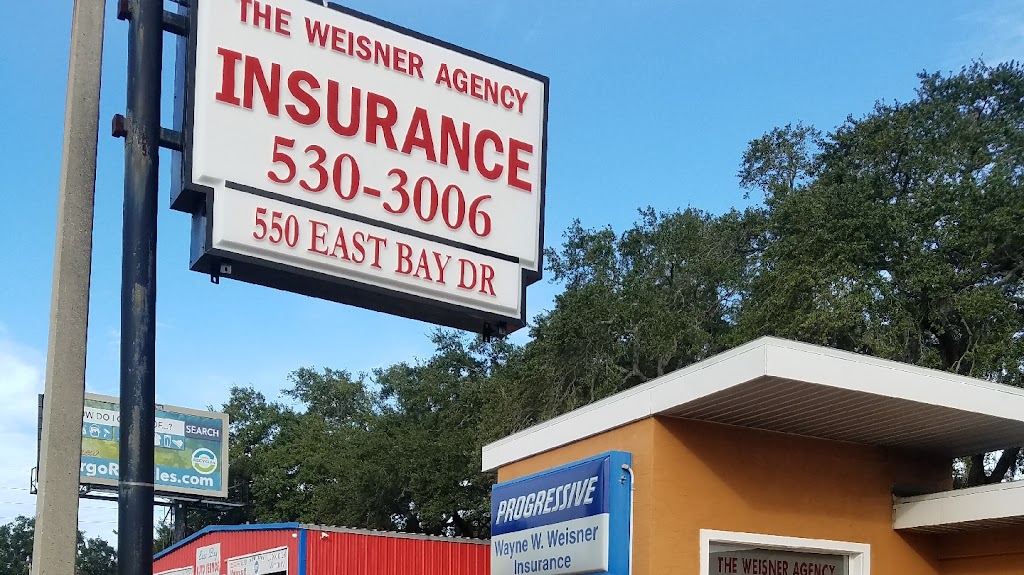 THE WEISNER AGENCY
INSURANCE
530-3006
550 EAST BAY DR
SEARCH
PROGRESSIVE
Wayne W. Weisner
Insurance
THE WEISNER AGENCY